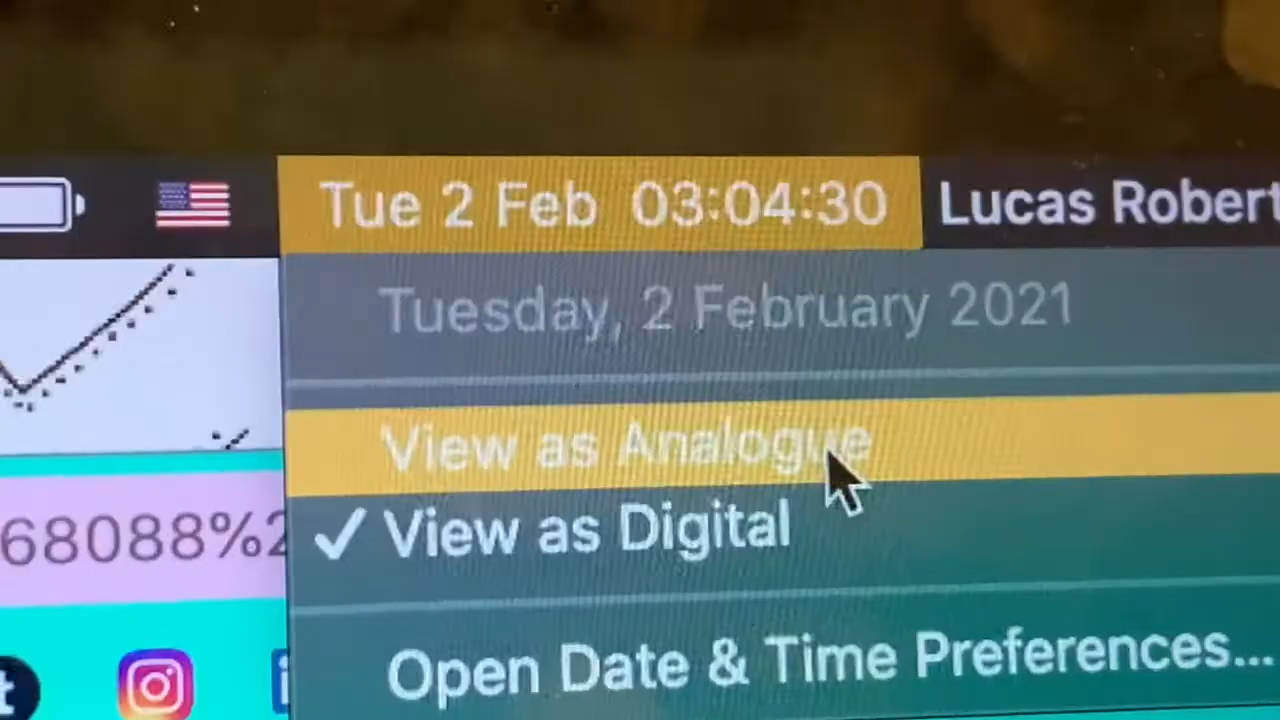 Tue 2 Feb 03:04:30 Lucas Robert
Tuesday, 2 February 2021
View as Analogue
✓ View as Digital
68088%2
Open Date & Time Preferences...